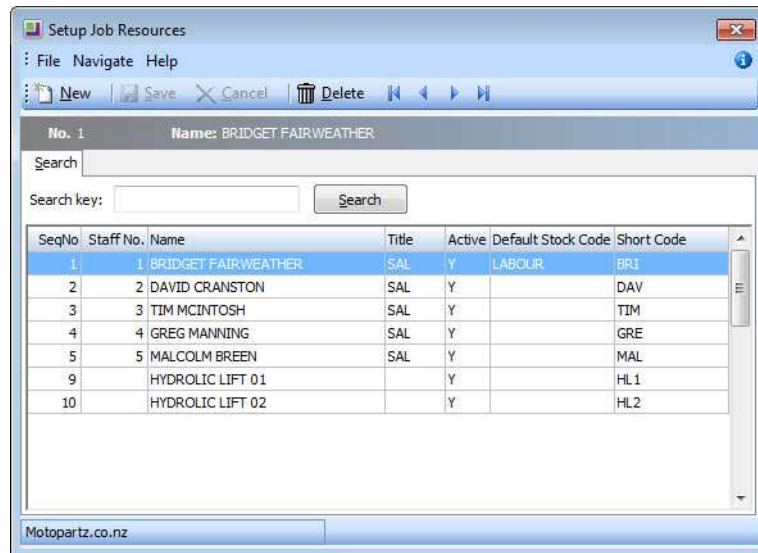 Setup Job Resources
File Navigate Help
New Save Cancel Delete
No. 1 Name: BRIDGET FAIRWEATHER
Search
Search key: Search
SeqNo Staff No. Name Title Active Default Stock Code Short Code
1 1 BRIDGET FAIRWEATHER SAL Y LABOUR BRI
2 2 DAVID CRANSTON SAL Y DAV
3 3 TIM MCINTOSH SAL Y TIM
4 4 GREG MANNING SAL Y GRE
5 5 MALCOLM BREEN SAL Y MAL
9 HYDROLIC LIFT 01 Y HL1
10 HYDROLIC LIFT 02 Y HL2
Motopartz.co.nz